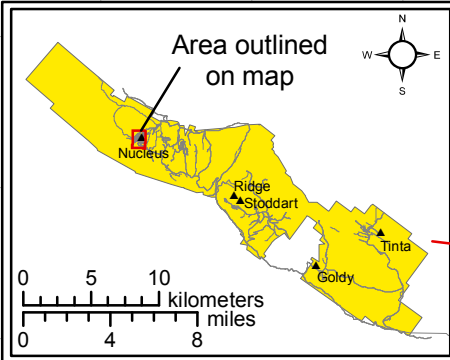 Area outlined
on map
N
W E
S
Nucleus
Ridge
Stoddart
Tinta
Goldy
0 5 10
kilometers
miles
0 4 8